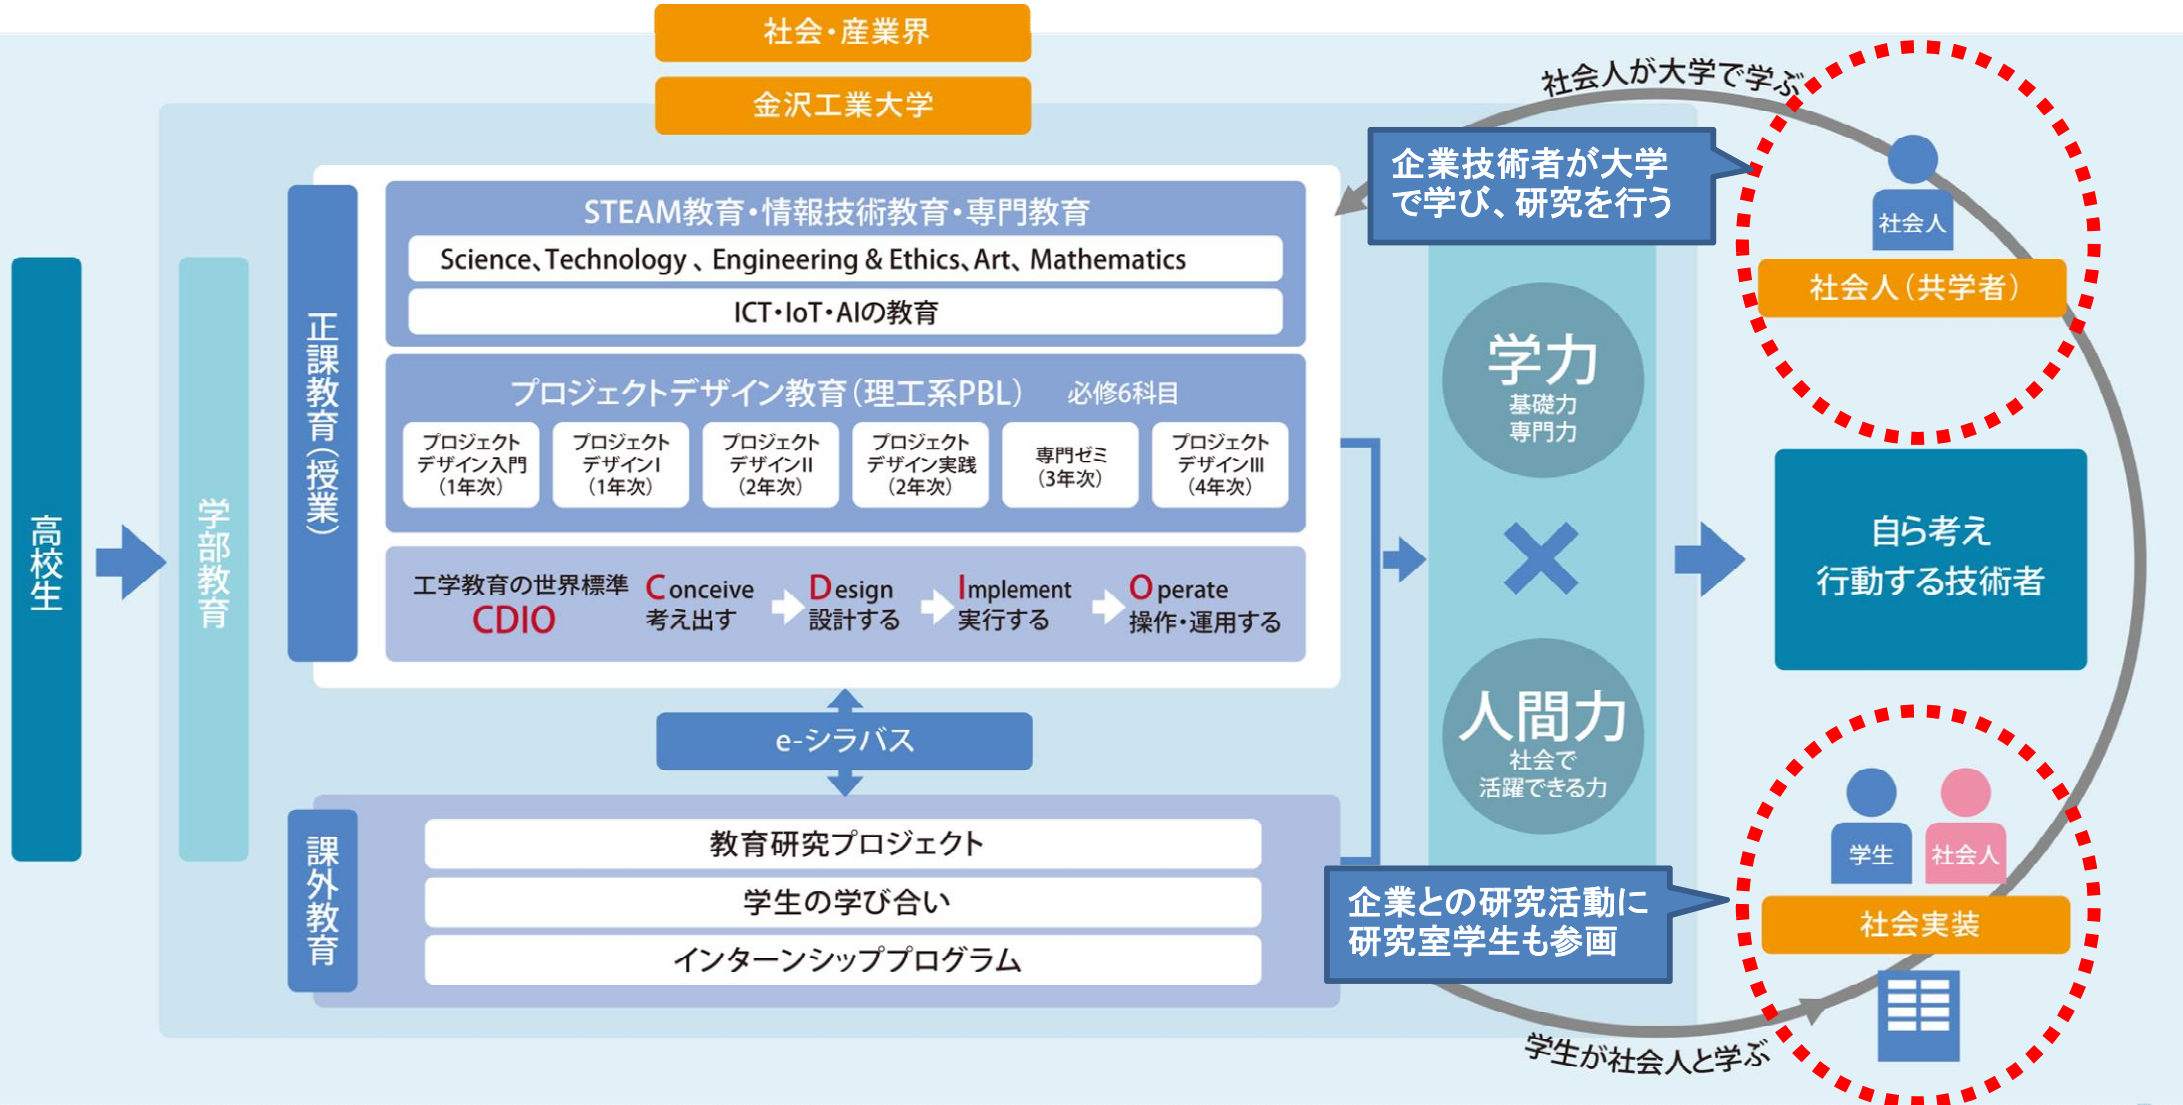 社会・産業界
金沢工業大学
社会人が大学で学ぶ
企業技術者が大学
で学び、研究を行う
社会人
社会人（共学者）
高校生
学部教育
正課教育（授業）
STEAM教育・情報技術教育・専門教育
Science、Technology 、Engineering & Ethics、Art、Mathematics
ICT・IoT・AIの教育
プロジェクトデザイン教育（理工系PBL） 必修6科目
プロジェクト
デザイン入門
（1年次）
プロジェクト
デザインI
（1年次）
プロジェクト
デザインII
（2年次）
プロジェクト
デザイン実践
（2年次）
専門ゼミ
（3年次）
プロジェクト
デザインIII
（4年次）
工学教育の世界標準
CDIO
Conceive
考え出す
Design
設計する
Implement
実行する
Operate
操作・運用する
e-シラバス
課外教育
教育研究プロジェクト
学生の学び合い
インターンシッププログラム
学力
基礎力
専門力
×
人間力
社会で
活躍できる力
自ら考え
行動する技術者
企業との研究活動に
研究室学生も参画
学生
社会人
社会実装
学生が社会人と学ぶ